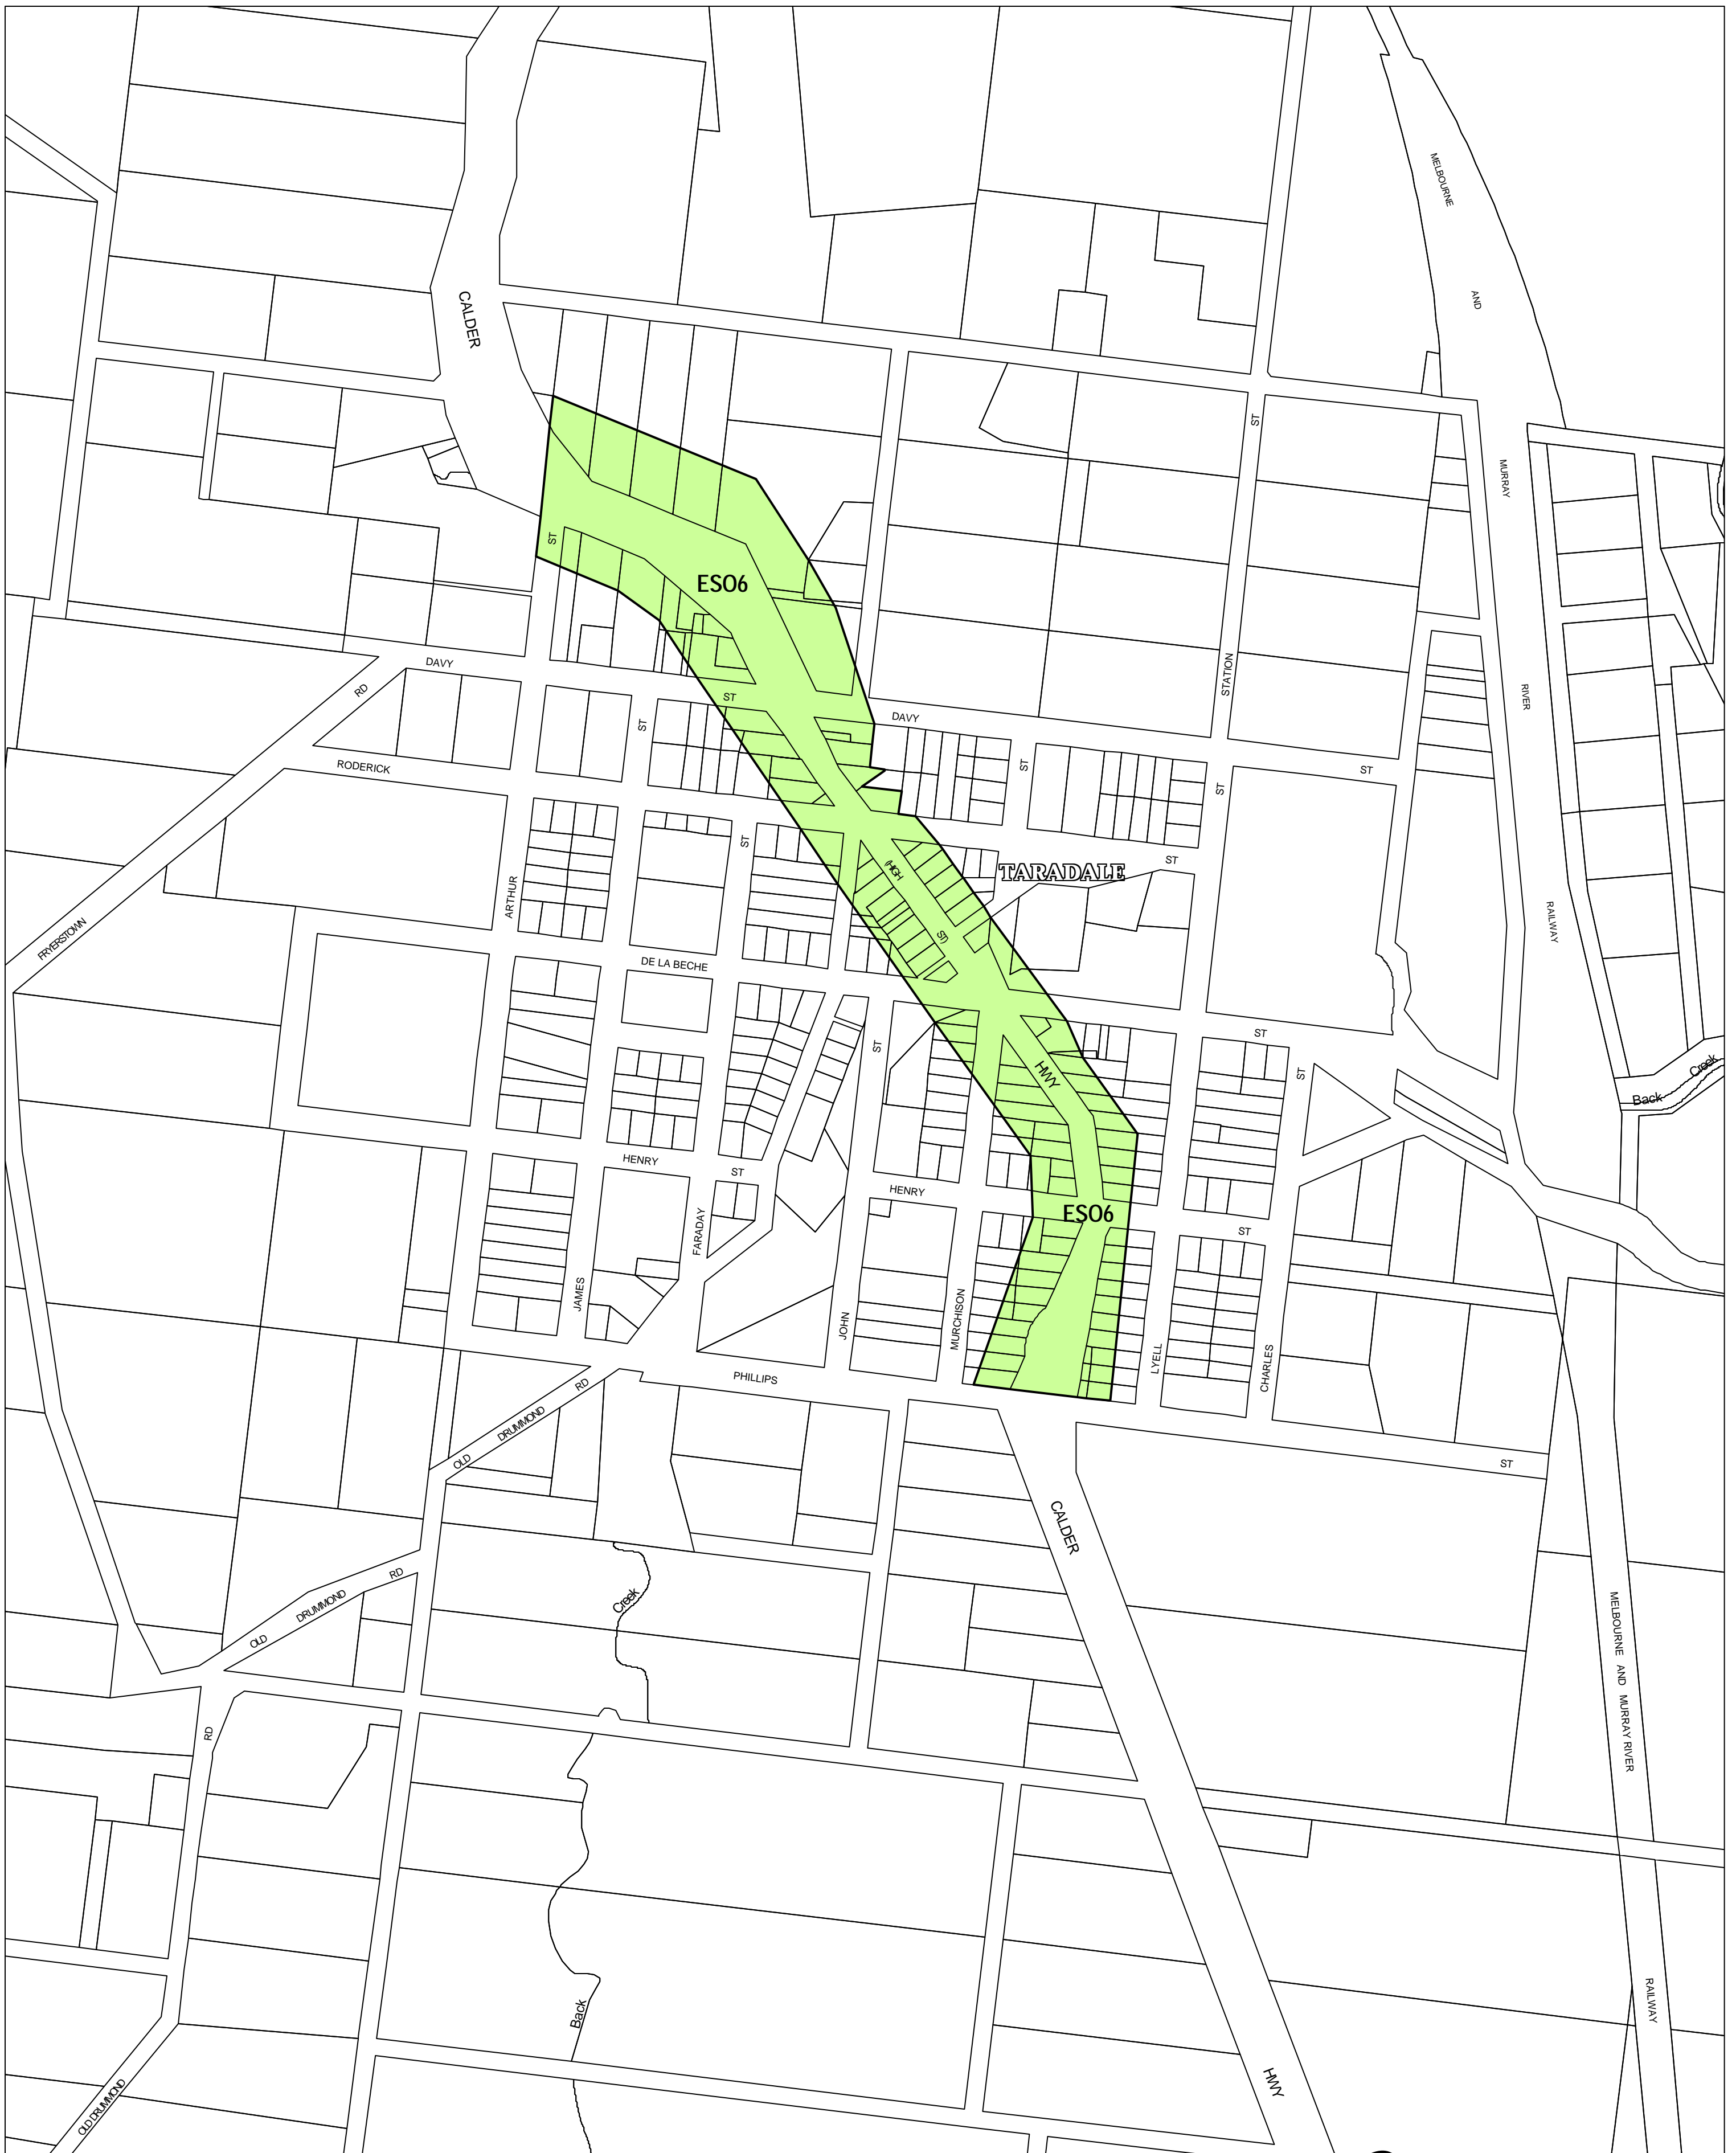 MELBOURNE
AND
CALDER
ST
MURRAY
ST
ESO6
DAVY
RD
ST
STATION
RIVER
ST
DAVY
ST
RODERICK
ST
ST
ST
TARADALE
ST
(HIGH
ST)
ARTHUR
RAILWAY
FRYERSTOWN
DE LA BECHE
ST
ST
ST
HWY
Creek
Back
HENRY
ST
HENRY
ESO6
FARADAY
ST
JAMES
JOHN
MURCHISON
LYELL
CHARLES
PHILLIPS
RD
DRUMMOND
OLD
ST
CALDER
RD
DRUMMOND
OLD
Creek
MELBOURNE AND MURRAY RIVER
RD
RAILWAY
Back
HWY
OLD DRUMMOND